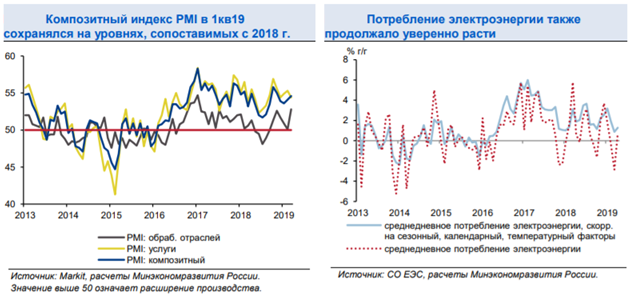 Композитный индекс PMI в 1кв19
сохранялся на уровнях, сопоставимых с 2018 г.
60
55
50
45
40
2013 2014 2015 2016 2017 2018 2019
PMI: обраб. отраслей
PMI: услуги
PMI: композитный
Источник: Markit, расчеты Минэкономразвития России.
Значение выше 50 означает расширение производства.
Потребление электроэнергии также
продолжало уверенно расти
% г/г
8
6
4
2
0
-2
-4
-6
2013 2014 2015 2016 2017 2018 2019
среднедневное потребление электроэнергии, скорр.
на сезонный, календарный, температурный факторы
среднедневное потребление электроэнергии
Источник: СО ЕЭС, расчеты Минэкономразвития России.